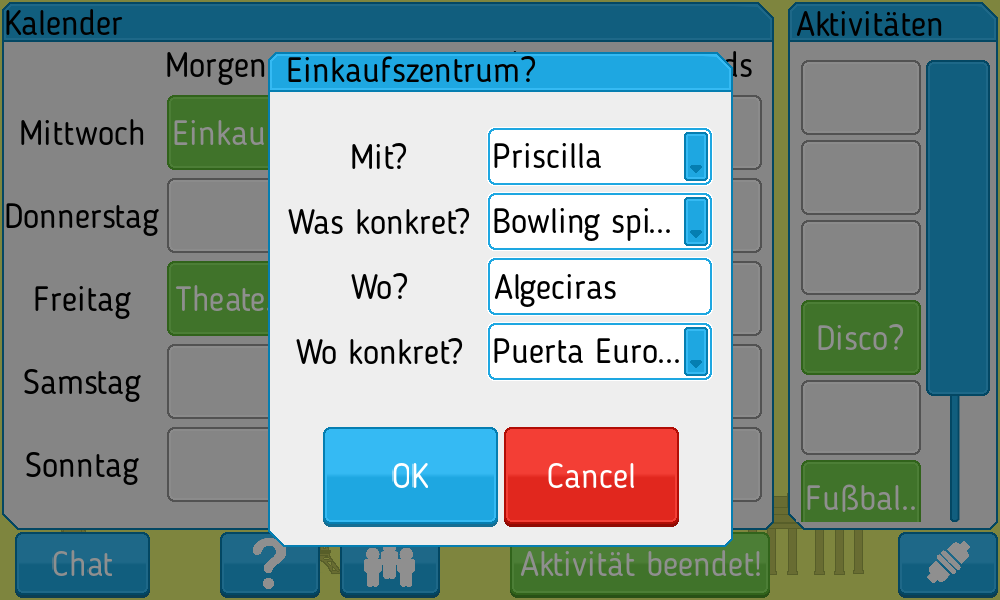 Kalender
Aktivitäten
Morgen
ds
Einkaufszentrum?
Mittwoch
Einkau
Mit?
Priscilla
Donnerstag
Was konkret?
Bowling spi...
Freitag
Theate
Wo?
Algeciras
Disco?
Samstag
Wo konkret?
Puerta Euro...
Sonntag
OK
Cancel
Fußbal..
Chat
?
Aktivität beendet!